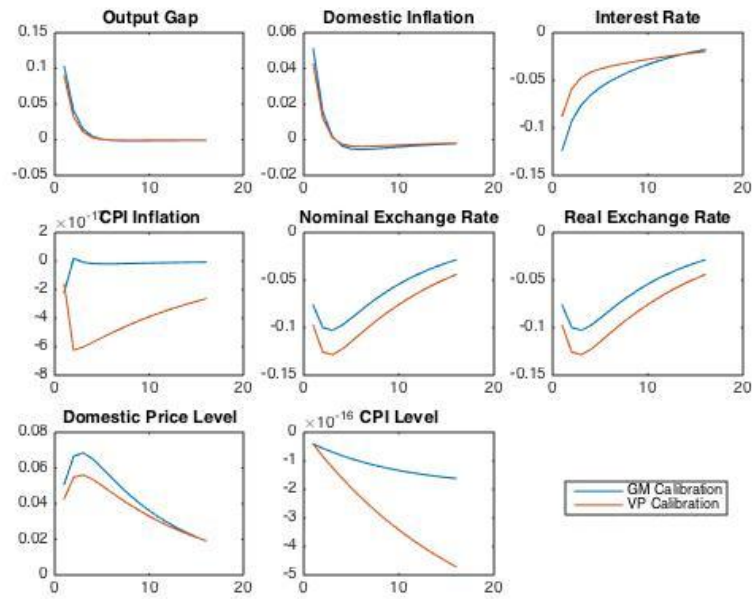 Output Gap
0.15
0.1
0.05
0
-0.05
0 10 20
Domestic Inflation
0.06
0.04
0.02
0
-0.02
0 10 20
Interest Rate
0
-0.05
-0.1
-0.15
0 10 20
×10⁻¹⁷ CPI Inflation
2
0
-2
-4
-6
-8
0 10 20
Nominal Exchange Rate
0
-0.05
-0.1
-0.15
0 10 20
Real Exchange Rate
0
-0.05
-0.1
-0.15
0 10 20
Domestic Price Level
0.08
0.06
0.04
0.02
0
0 10 20
×10⁻¹⁶ CPI Level
0
-1
-2
-3
-4
-5
0 10 20
GM Calibration
VP Calibration